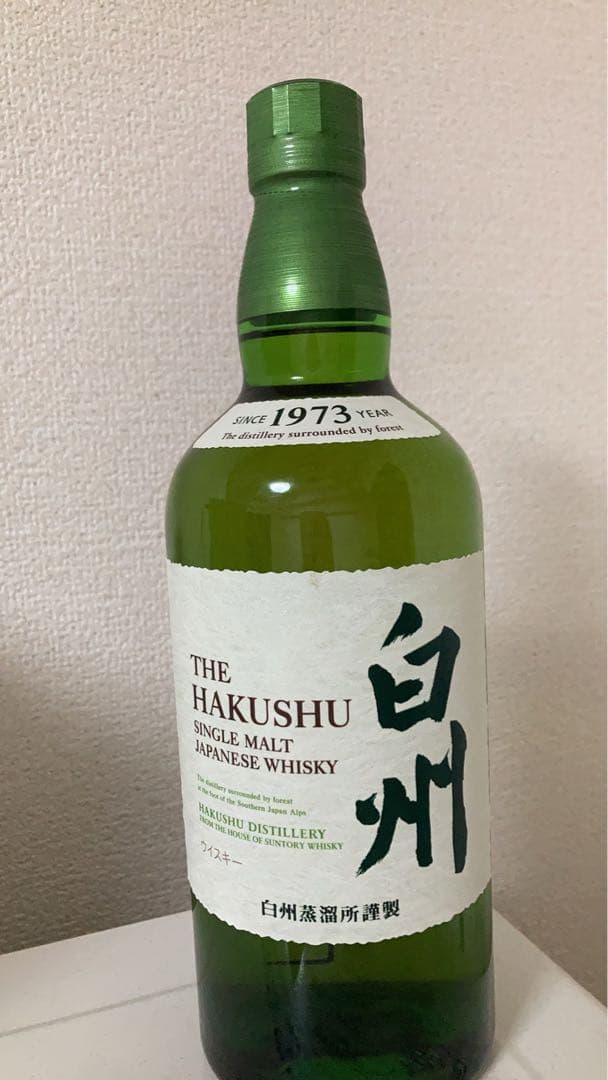 SINCE 1973 YEAR
The distillery surrounded by forest
THE
HAKUSHU
SINGLE MALT
JAPANESE WHISKY
白州
The distillery surrounded by forest
at the foot of the Southern Japan Alps
HAKUSHU DISTILLERY
FROM THE HOUSE OF SUNTORY WHISKY
ウイスキー
白州蒸溜所謹製